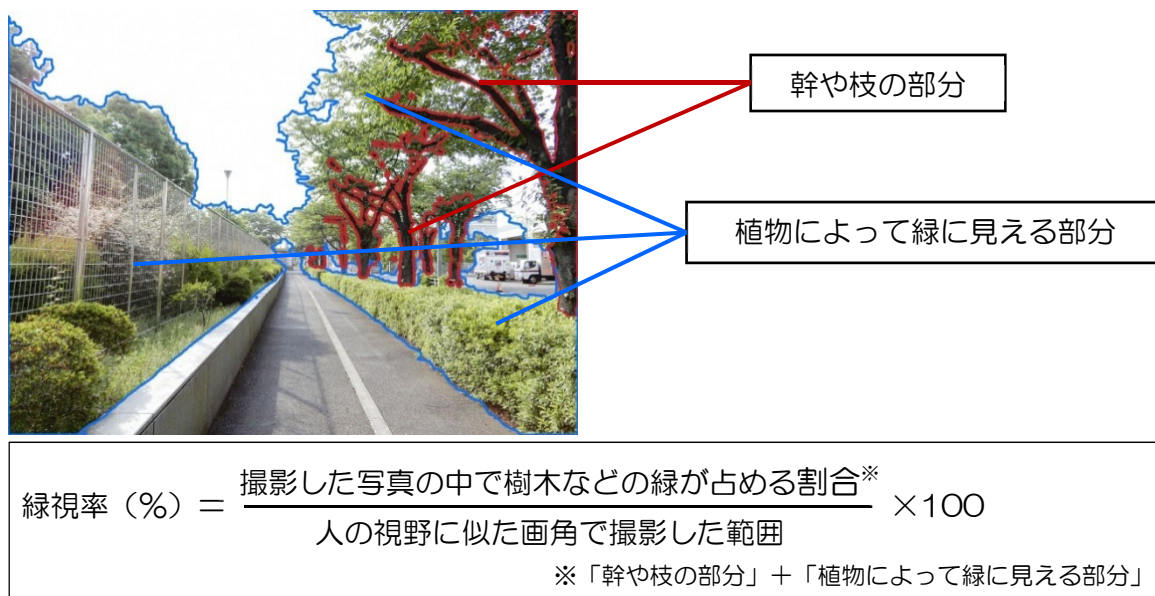 幹や枝の部分
植物によって緑に見える部分
緑視率（%）＝ 撮影した写真の中で樹木などの緑が占める割合※ ×100
人の視野に似た画角で撮影した範囲
※「幹や枝の部分」＋「植物によって緑に見える部分」